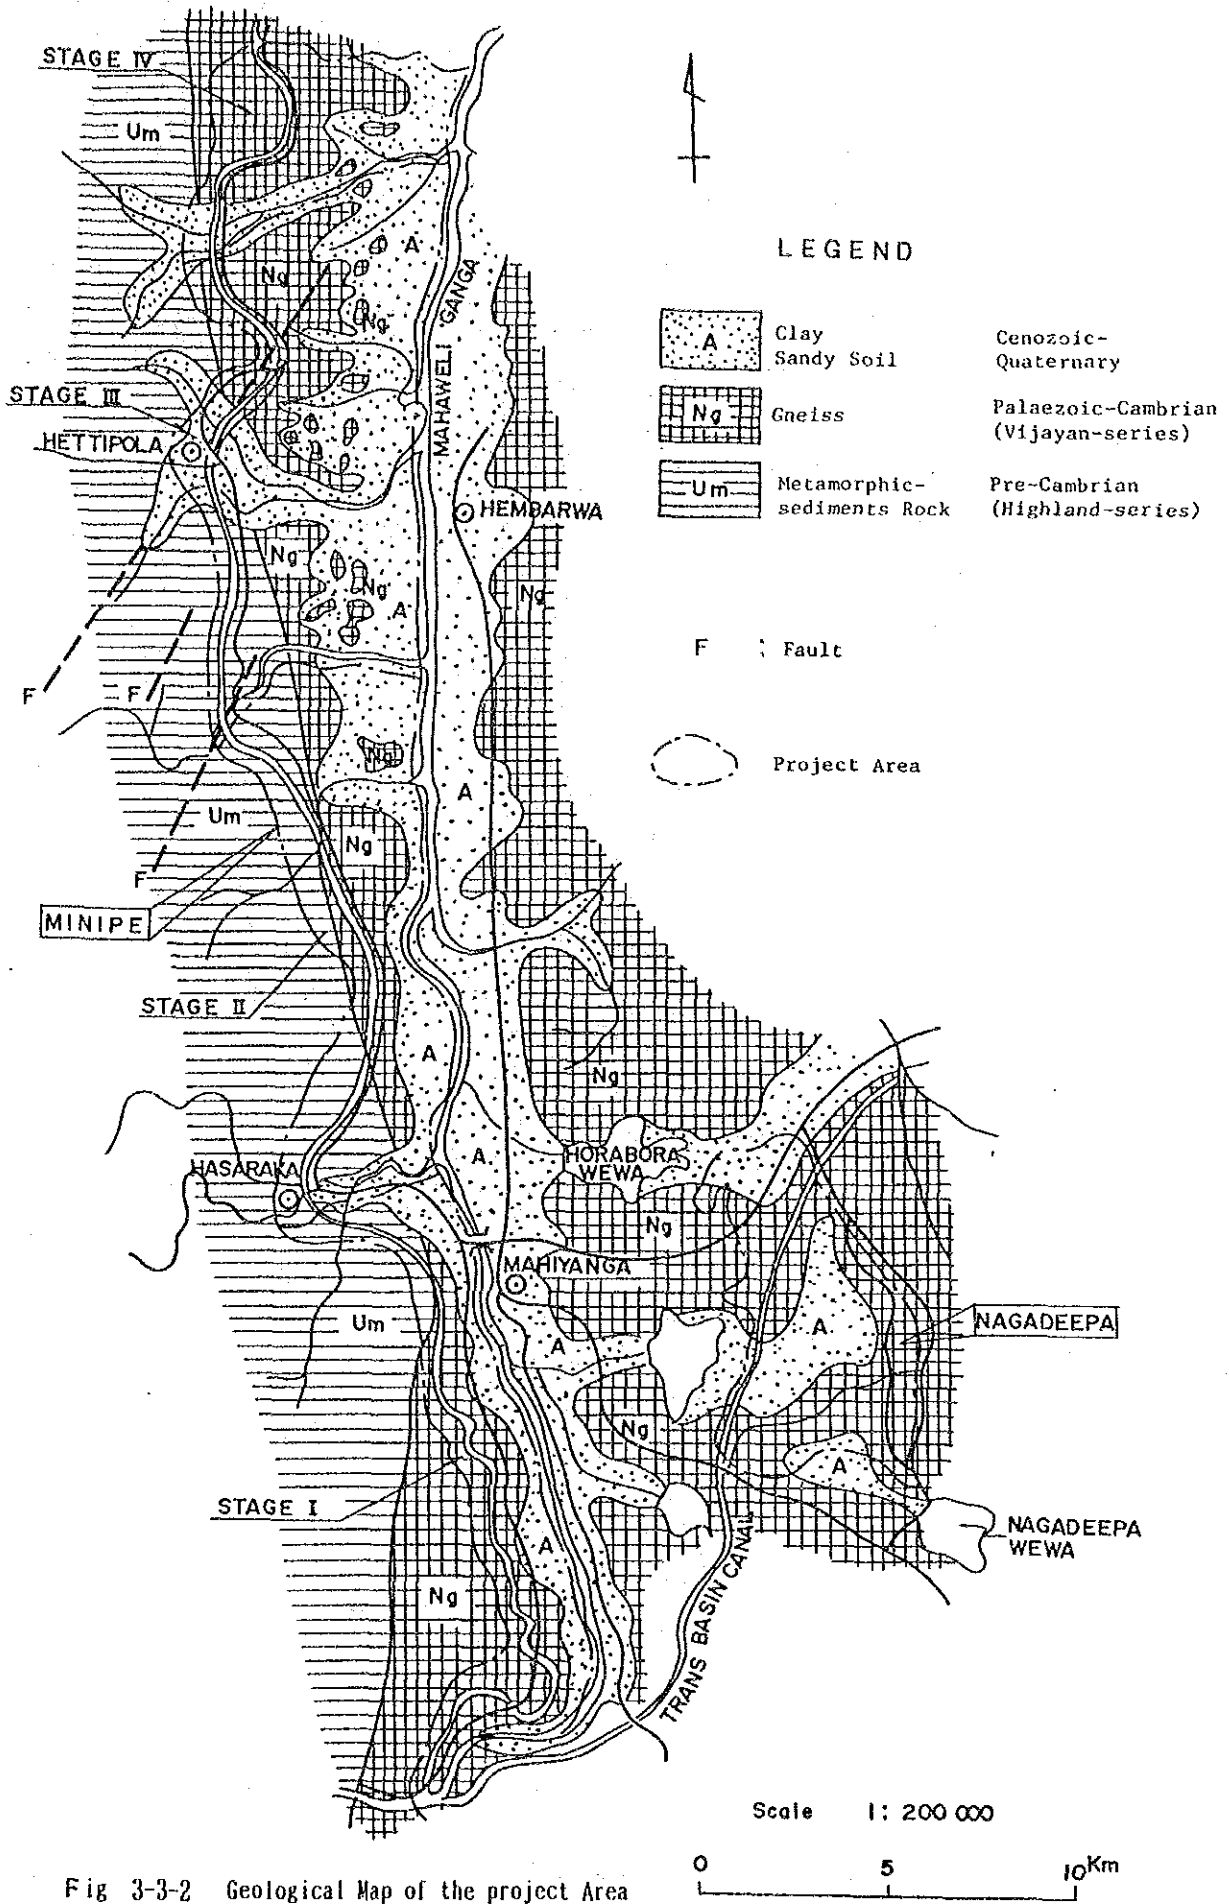 STAGE IV
Um
A
LEGEND
Ng
MAHAWELI GANGA
Ng
A Clay Sandy Soil Cenozoic-Quaternary
STAGE III
Ng Gneiss Palaezoic-Cambrian (Vijayan-series)
HETTIPOLA
Um Metamorphic-sediments Rock Pre-Cambrian (Highland-series)
HEMBARWA
Ng
Ng
Ng
A
F : Fault
F
F
Ng
Project Area
A
Um
Ng
F
MINIPE
STAGE II
A
Ng
A
HORABORA
WEWA
HASARAKA
Ng
MAHIYANGA
Um
A
A
NAGADEEPA
Ng
A
STAGE I
A
NAGADEEPA
WEWA
Ng
TRANS BASIN CANAL
Scale 1: 200 000
0 5 10Km
Fig 3-3-2 Geological Map of the project Area